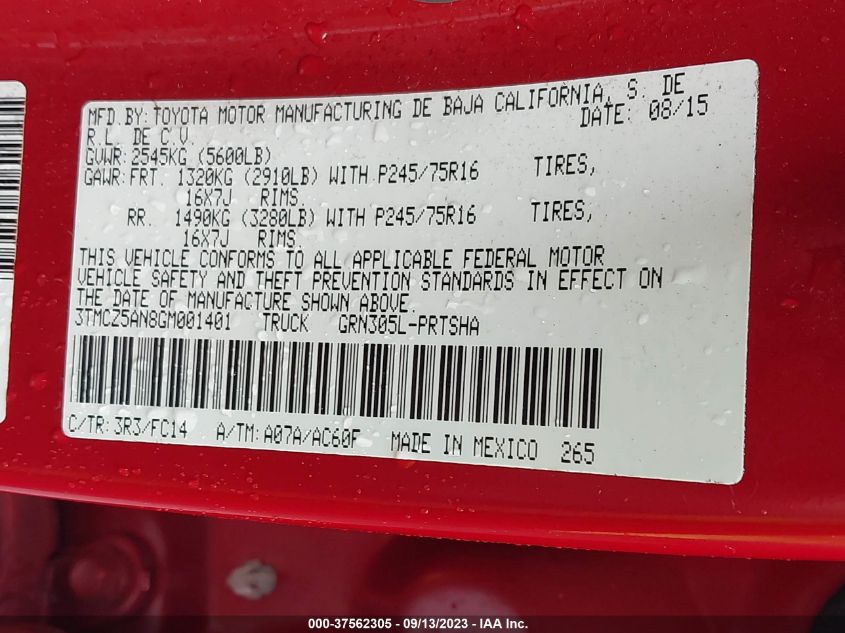 MFD.BY:TOYOTA MOTOR MANUFACTURING DE BAJA CALIFORNIA, S. DE
R.L. DE C.V.
DATE: 08/15
GVWR:2545KG (5600LB)
GAWR:FRT. 1320KG (2910LB) WITH P245/75R16 TIRES,
16X7J RIMS
RR. 1490KG (3280LB) WITH P245/75R16 TIRES,
16X7J RIMS
THIS VEHICLE CONFORMS TO ALL APPLICABLE FEDERAL MOTOR
VEHICLE SAFETY AND THEFT PREVENTION STANDARDS IN EFFECT ON
THE DATE OF MANUFACTURE SHOWN ABOVE.
3TMCZ5AN8GM001401 TRUCK GRN305L-PRTSHA
C/TR:3R3/FC14 A/TM:A07A/AC60F MADE IN MEXICO 265
000-37562305 - 09/13/2023 - IAA Inc.